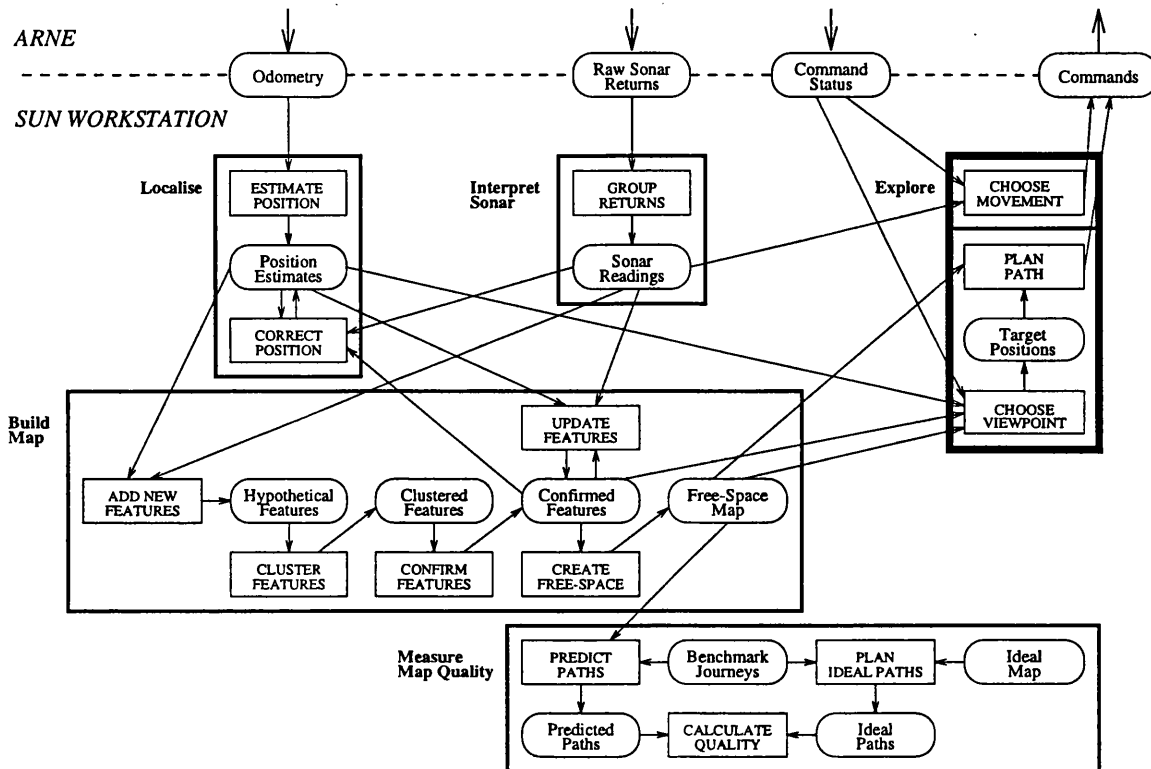 ARNE
Odometry
Raw Sonar
Returns
Command
Status
Commands
SUN WORKSTATION
Localise
ESTIMATE
POSITION
Position
Estimates
CORRECT
POSITION
Interpret
Sonar
GROUP
RETURNS
Sonar
Readings
Explore
CHOOSE
MOVEMENT
PLAN
PATH
Target
Positions
CHOOSE
VIEWPOINT
Build
Map
UPDATE
FEATURES
ADD NEW
FEATURES
Hypothetical
Features
Clustered
Features
Confirmed
Features
Free-Space
Map
CLUSTER
FEATURES
CONFIRM
FEATURES
CREATE
FREE-SPACE
Measure
Map Quality
PREDICT
PATHS
Benchmark
Journeys
PLAN
IDEAL PATHS
Ideal
Map
Predicted
Paths
CALCULATE
QUALITY
Ideal
Paths